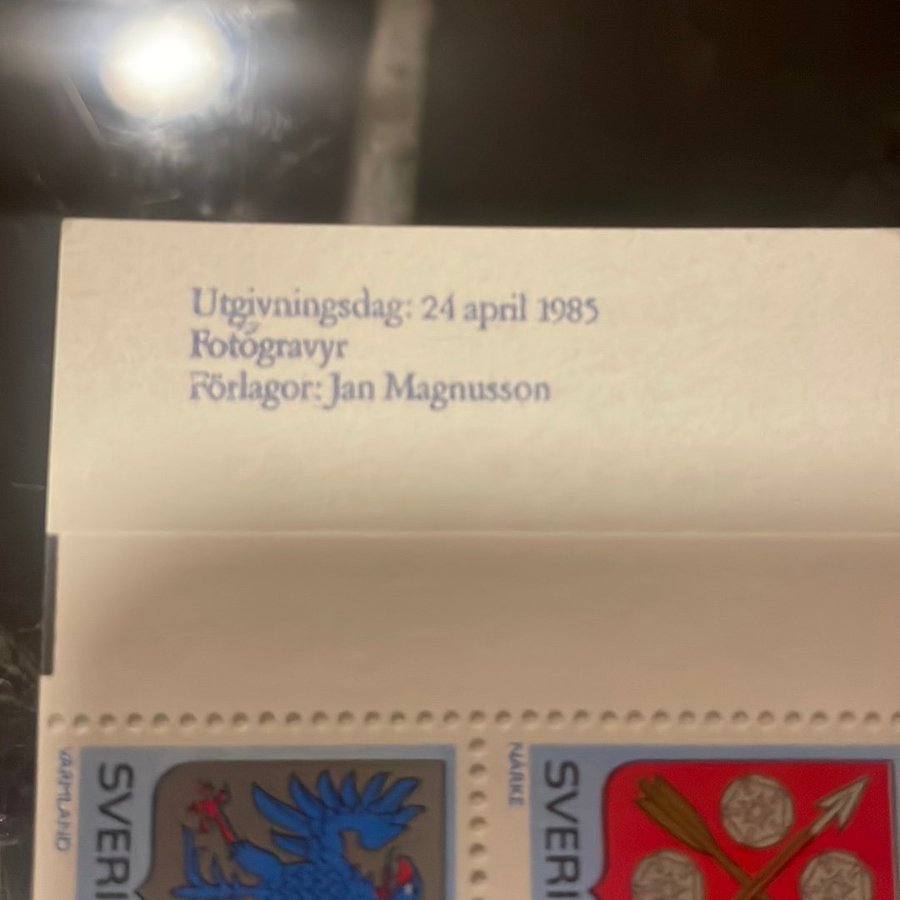 Utgivningsdag: 24 april 1985
Fotogravyr
Förlagor: Jan Magnusson
VÄRMLAND
SVERI
NÄRKE
SVERI